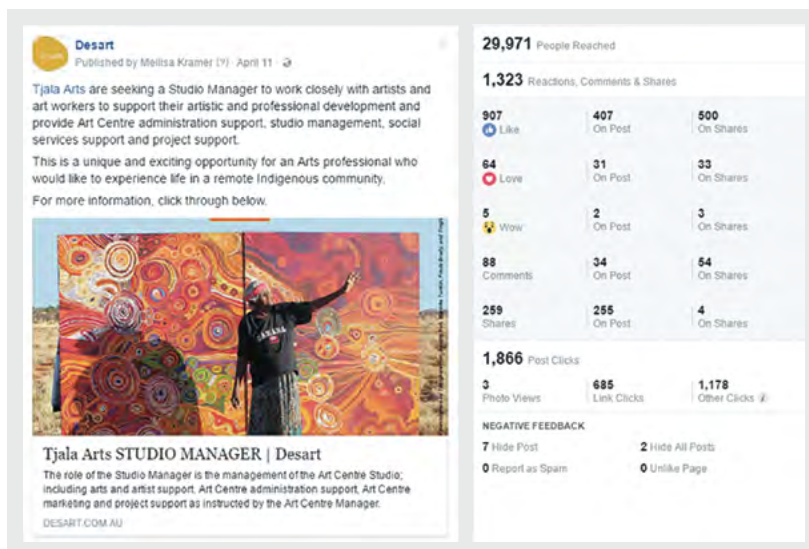 Desart
Published by Mellisa Kramer [?] · April 11 ·
Tjala Arts are seeking a Studio Manager to work closely with artists and
art workers to support their artistic and professional development and
provide Art Centre administration support, studio management, social
services support and project support.
This is a unique and exciting opportunity for an Arts professional who
would like to experience life in a remote Indigenous community.
For more information, click through below.
Tjala Arts STUDIO MANAGER | Desart
The role of the Studio Manager is the management of the Art Centre Studio;
including arts and artist support, Art Centre administration support, Art Centre
marketing and project support as instructed by the Art Centre Manager.
DESART.COM.AU
29,971 People Reached
1,323 Reactions, Comments & Shares
907 407 500
Like On Post On Shares
64 31 33
Love On Post On Shares
5 2 3
Wow On Post On Shares
88 34 54
Comments On Post On Shares
259 255 4
Shares On Post On Shares
1,866 Post Clicks
3 685 1,178
Photo Views Link Clicks Other Clicks i
NEGATIVE FEEDBACK
7 Hide Post 2 Hide All Posts
0 Report as Spam 0 Unlike Page